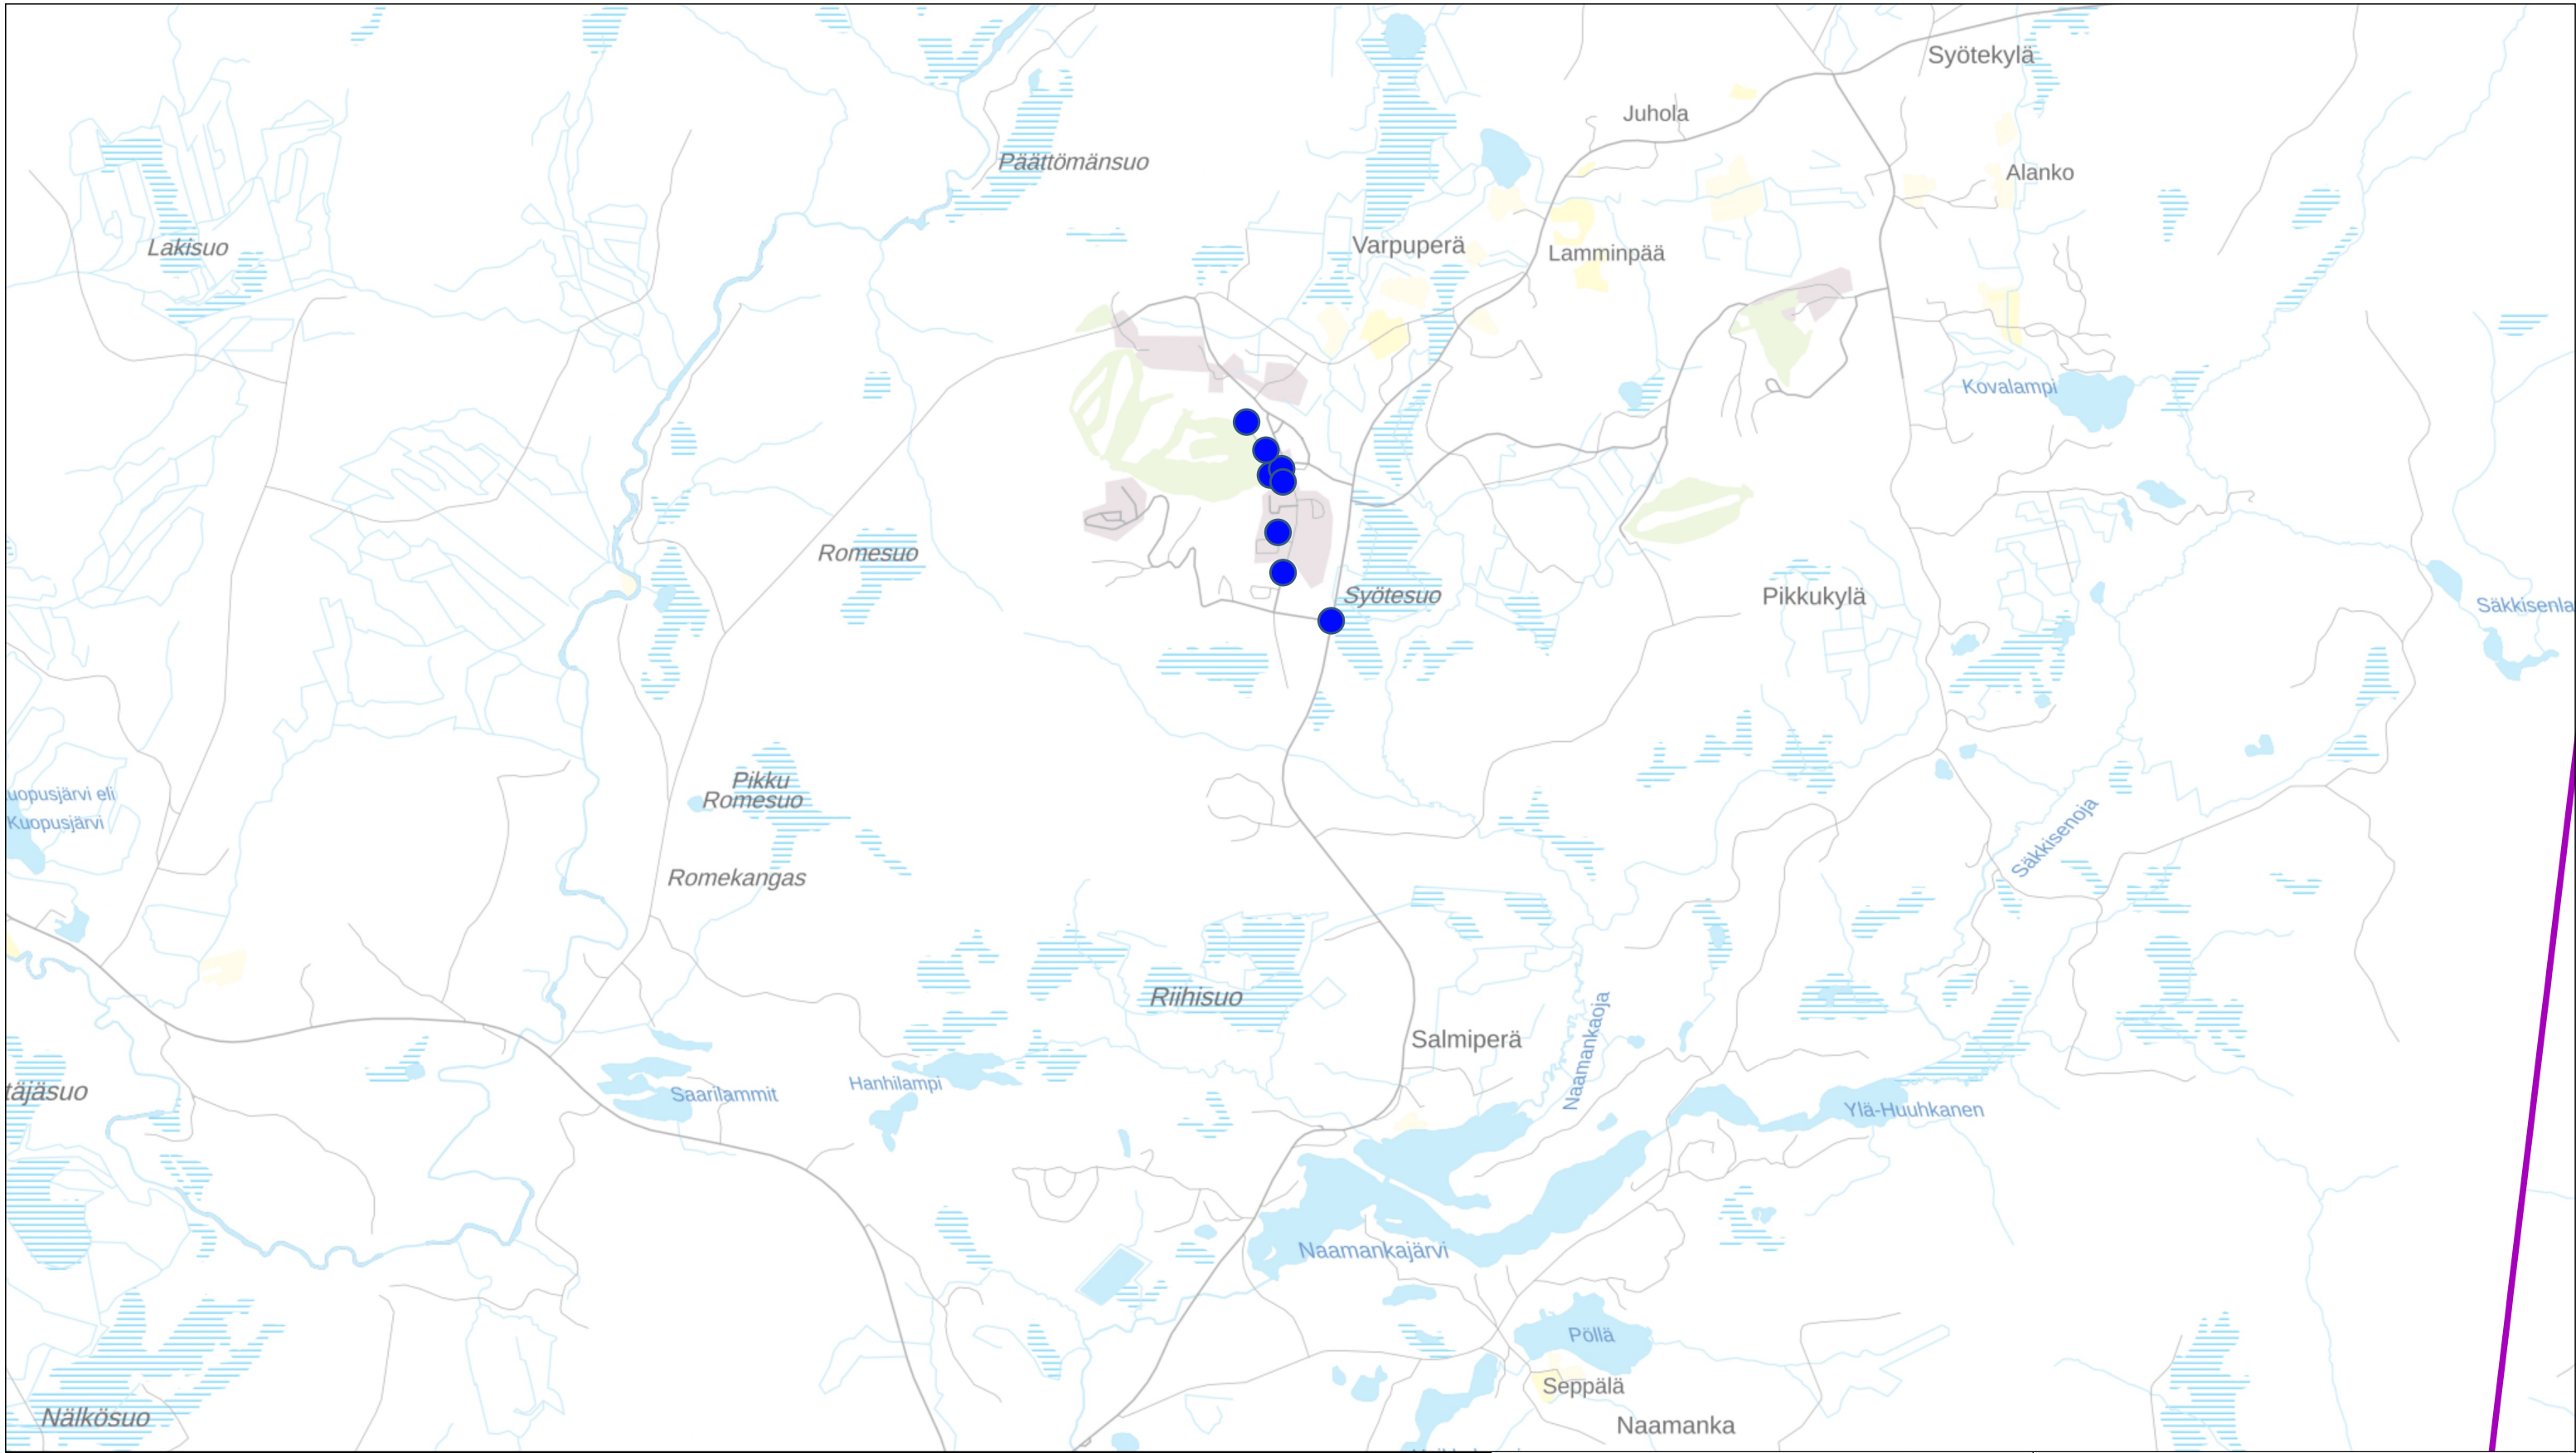 Syötekylä
Juhola
Päättömänsuo
Alanko
Lakisuo
Varpuperä
Lamminpää
Kovalampi
Romesuo
Syötesuo
Pikkukylä
Säkkisenla
Pikku
Romesuo
uopusjärvi eli
Kuopusjärvi
Säkkisenoja
Romekangas
Riihisuo
Salmiperä
Naamankaoja
täjäsuo
Saarilammit
Hanhilampi
Ylä-Huuhkanen
Naamankajärvi
Pöllä
Seppälä
Nälkösuo
Naamanka